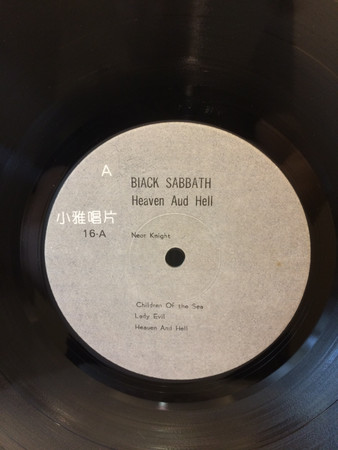 A
BIACK SABBATH
Heaven Aud Hell
小雅唱片
16-A
Neor Knight
Children Of the Sea
Lady Evil
Heaven And Hell